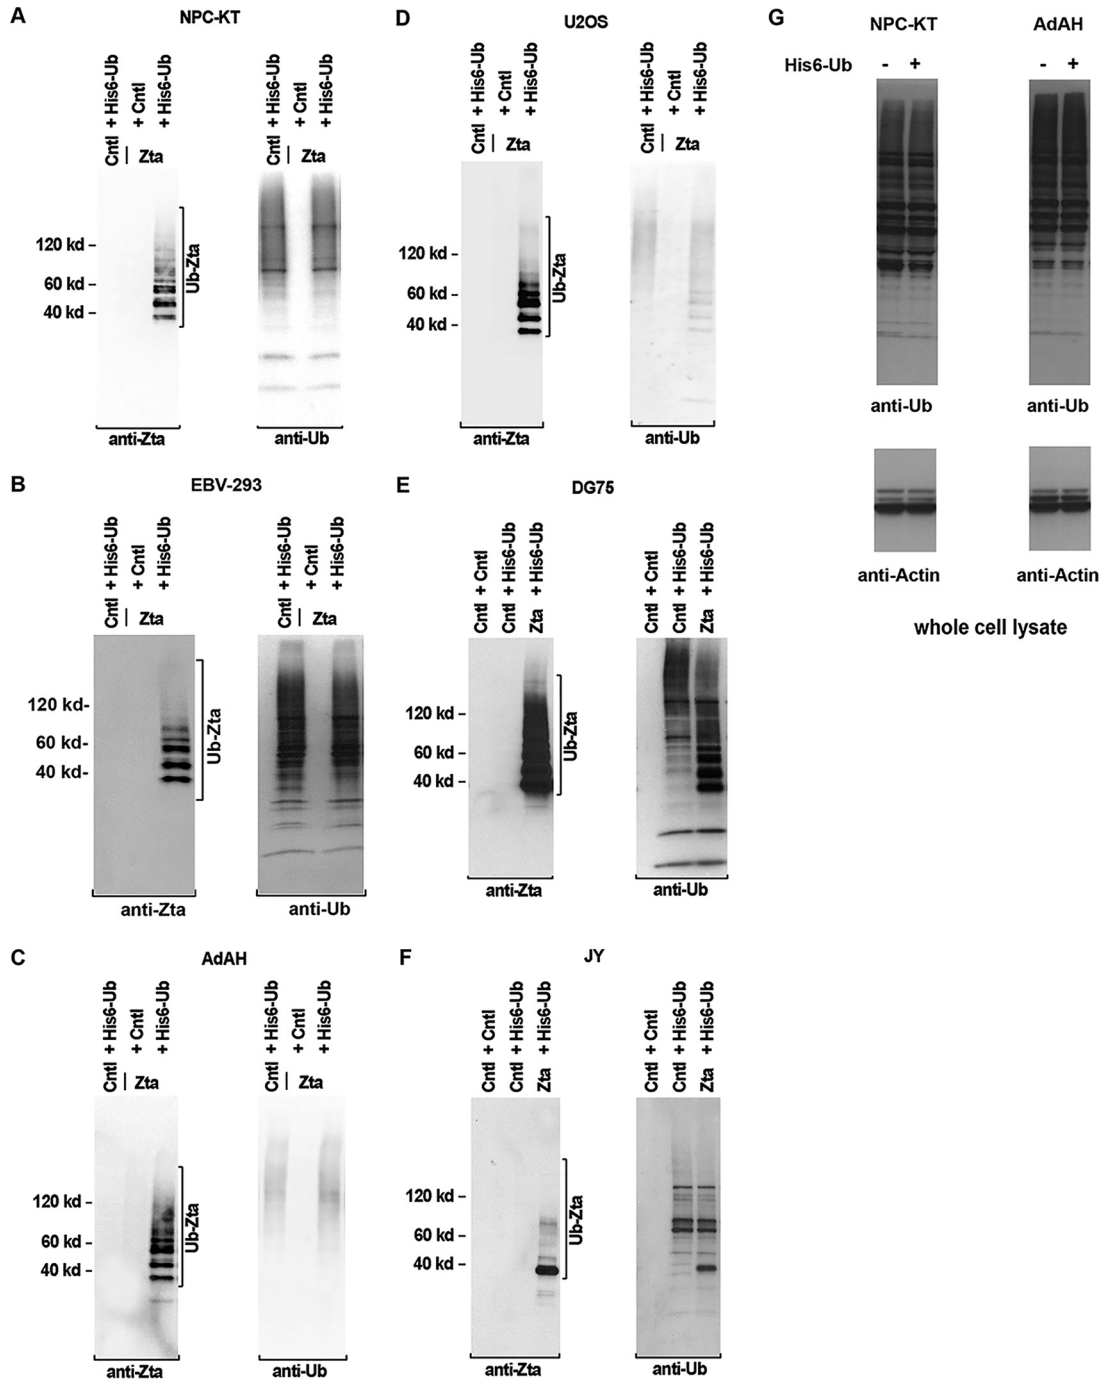 A
NPC-KT
Cntl + His6-Ub
+ Cntl
+ His6-Ub
Zta
Cntl + His6-Ub
+ Cntl
+ His6-Ub
Zta
120 kd –
60 kd –
40 kd –
Ub-Zta
anti-Zta
anti-Ub
B
EBV-293
Cntl + His6-Ub
+ Cntl
+ His6-Ub
Zta
Cntl + His6-Ub
+ Cntl
+ His6-Ub
Zta
120 kd-
60 kd-
40 kd-
Ub-Zta
anti-Zta
anti-Ub
C
AdAH
Cntl + His6-Ub
+ Cntl
+ His6-Ub
Zta
Cntl + His6-Ub
+ Cntl
+ His6-Ub
Zta
120 kd –
60 kd –
40 kd –
Ub-Zta
anti-Zta
anti-Ub
D
U2OS
Cntl + His6-Ub
+ Cntl
+ His6-Ub
Zta
Cntl + His6-Ub
+ Cntl
+ His6-Ub
Zta
120 kd –
60 kd –
40 kd –
Ub-Zta
anti-Zta
anti-Ub
E
DG75
Cntl + Cntl
Cntl + His6-Ub
Zta + His6-Ub
Cntl + Cntl
Cntl + His6-Ub
Zta + His6-Ub
120 kd –
60 kd –
40 kd –
Ub-Zta
anti-Zta
anti-Ub
F
JY
Cntl + Cntl
Cntl + His6-Ub
Zta + His6-Ub
Cntl + Cntl
Cntl + His6-Ub
Zta + His6-Ub
120 kd –
60 kd –
40 kd –
Ub-Zta
anti-Zta
anti-Ub
G
NPC-KT AdAH
His6-Ub - + - +
anti-Ub anti-Ub
anti-Actin anti-Actin
whole cell lysate